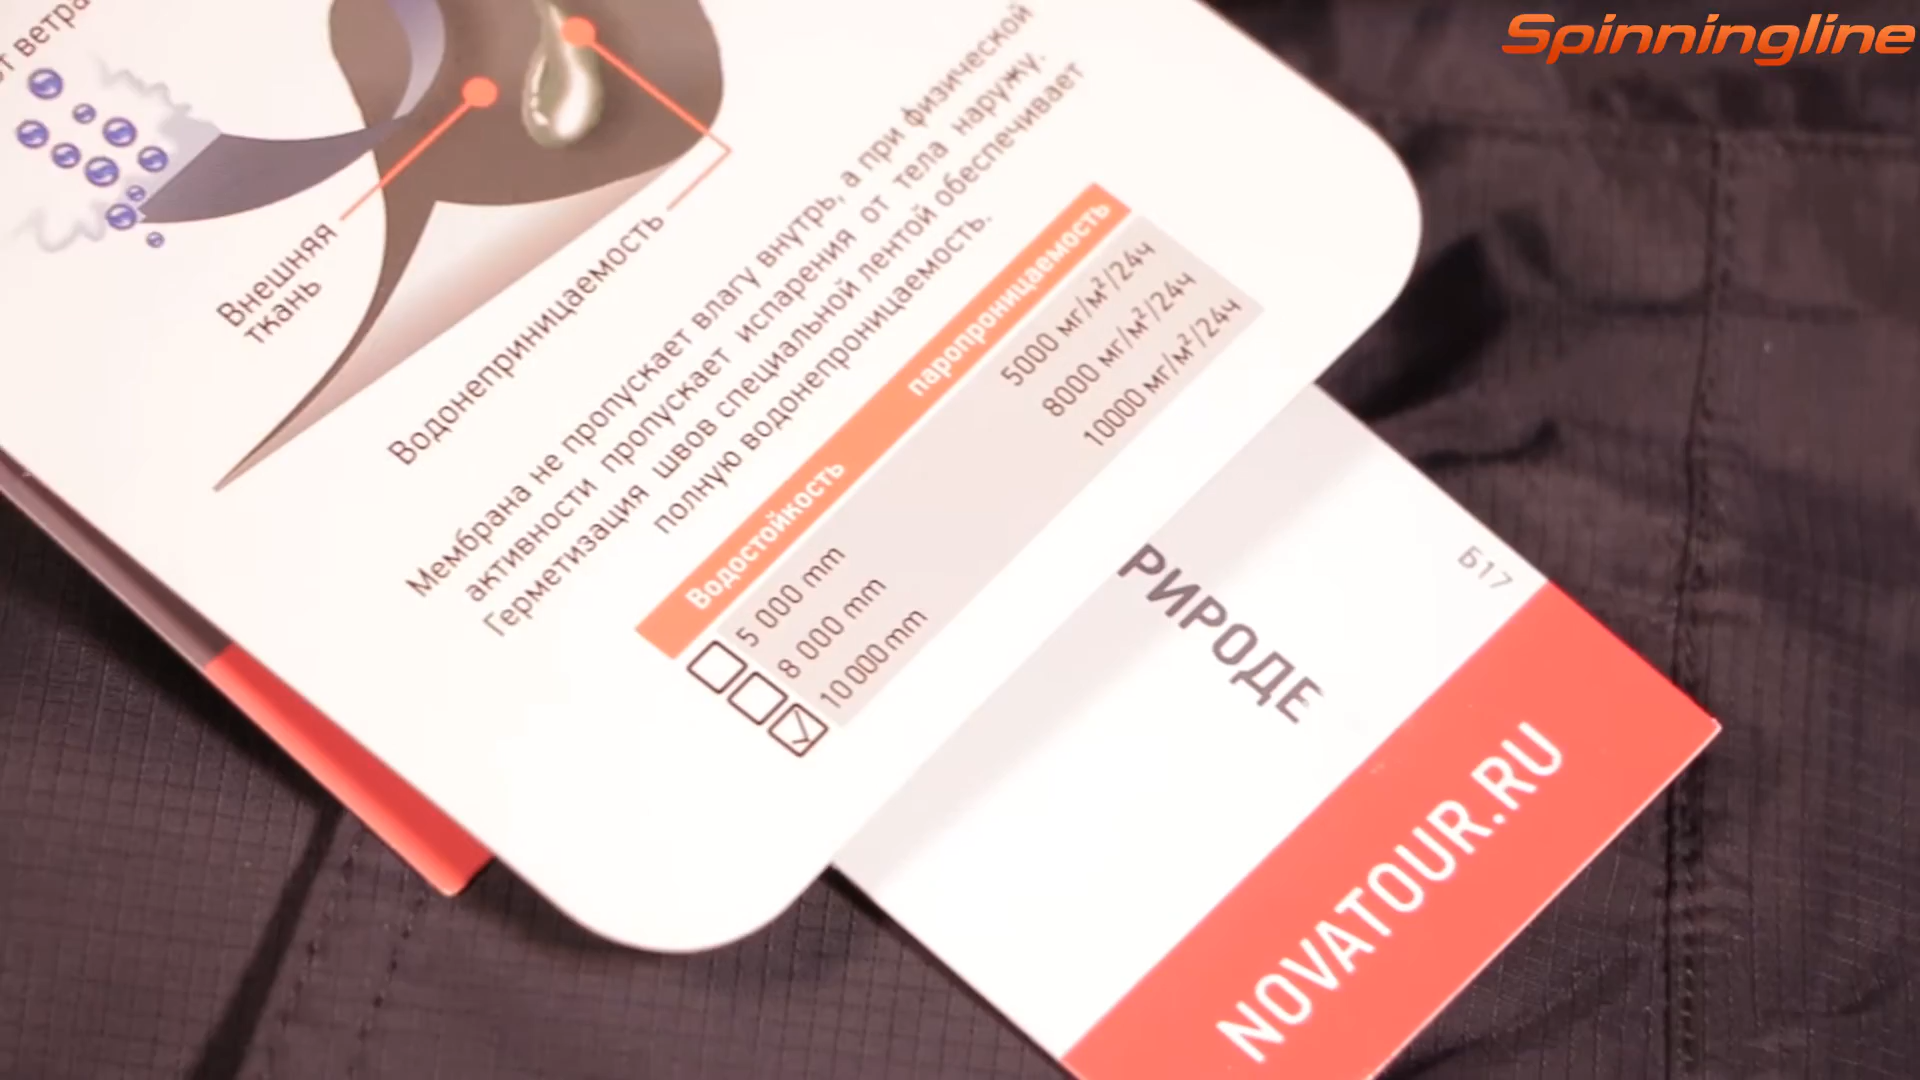 Spinningline
от ветра
Внешняя
ткань
Водонеприницаемость
Мембрана не пропускает влагу внутрь, а при физической
активности пропускает испарения от тела наружу.
Герметизация швов специальной лентой обеспечивает
полную водонепроницаемость.
Водостойкость паропроницаемость
5 000 mm 5000 мг/м²/24ч
8 000 mm 8000 мг/м²/24ч
10 000 mm 10000 мг/м²/24ч
РИРОДЕ
Б17
NOVATOUR.RU